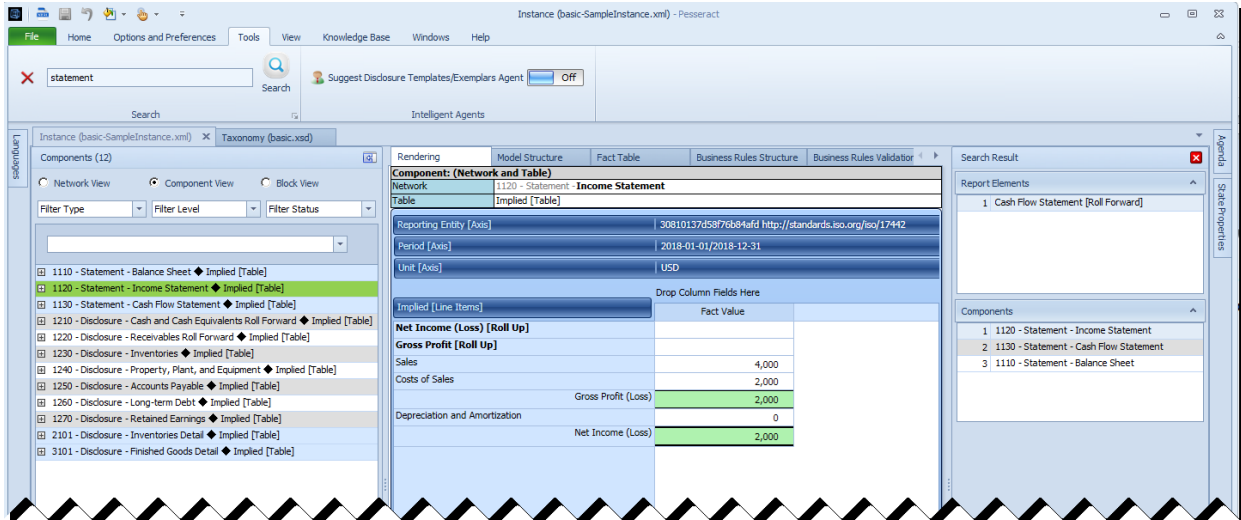 Instance (basic-SampleInstance.xml) - Pesseract
File Home Options and Preferences Tools View Knowledge Base Windows Help
statement
Search
Suggest Disclosure Templates/Exemplars Agent Off
Search Intelligent Agents
Languages
Instance (basic-SampleInstance.xml) Taxonomy (basic.xsd)
Components (12)
Network View Component View Block View
Filter Type Filter Level Filter Status
1110 - Statement - Balance Sheet ◆ Implied [Table]
1120 - Statement - Income Statement ◆ Implied [Table]
1130 - Statement - Cash Flow Statement ◆ Implied [Table]
1210 - Disclosure - Cash and Cash Equivalents Roll Forward ◆ Implied [Table]
1220 - Disclosure - Receivables Roll Forward ◆ Implied [Table]
1230 - Disclosure - Inventories ◆ Implied [Table]
1240 - Disclosure - Property, Plant, and Equipment ◆ Implied [Table]
1250 - Disclosure - Accounts Payable ◆ Implied [Table]
1260 - Disclosure - Long-term Debt ◆ Implied [Table]
1270 - Disclosure - Retained Earnings ◆ Implied [Table]
2101 - Disclosure - Inventories Detail ◆ Implied [Table]
3101 - Disclosure - Finished Goods Detail ◆ Implied [Table]
Rendering Model Structure Fact Table Business Rules Structure Business Rules Validation
Component: (Network and Table)
Network 1120 - Statement - Income Statement
Table Implied [Table]
Reporting Entity [Axis] 30810137d58f76b84afd http://standards.iso.org/iso/17442
Period [Axis] 2018-01-01/2018-12-31
Unit [Axis] USD
Drop Column Fields Here
Implied [Line Items] Fact Value
Net Income (Loss) [Roll Up]
Gross Profit [Roll Up]
Sales 4,000
Costs of Sales 2,000
Gross Profit (Loss) 2,000
Depreciation and Amortization 0
Net Income (Loss) 2,000
Search Result
Report Elements
1 Cash Flow Statement [Roll Forward]
Components
1 1120 - Statement - Income Statement
2 1130 - Statement - Cash Flow Statement
3 1110 - Statement - Balance Sheet
Agenda
State Properties